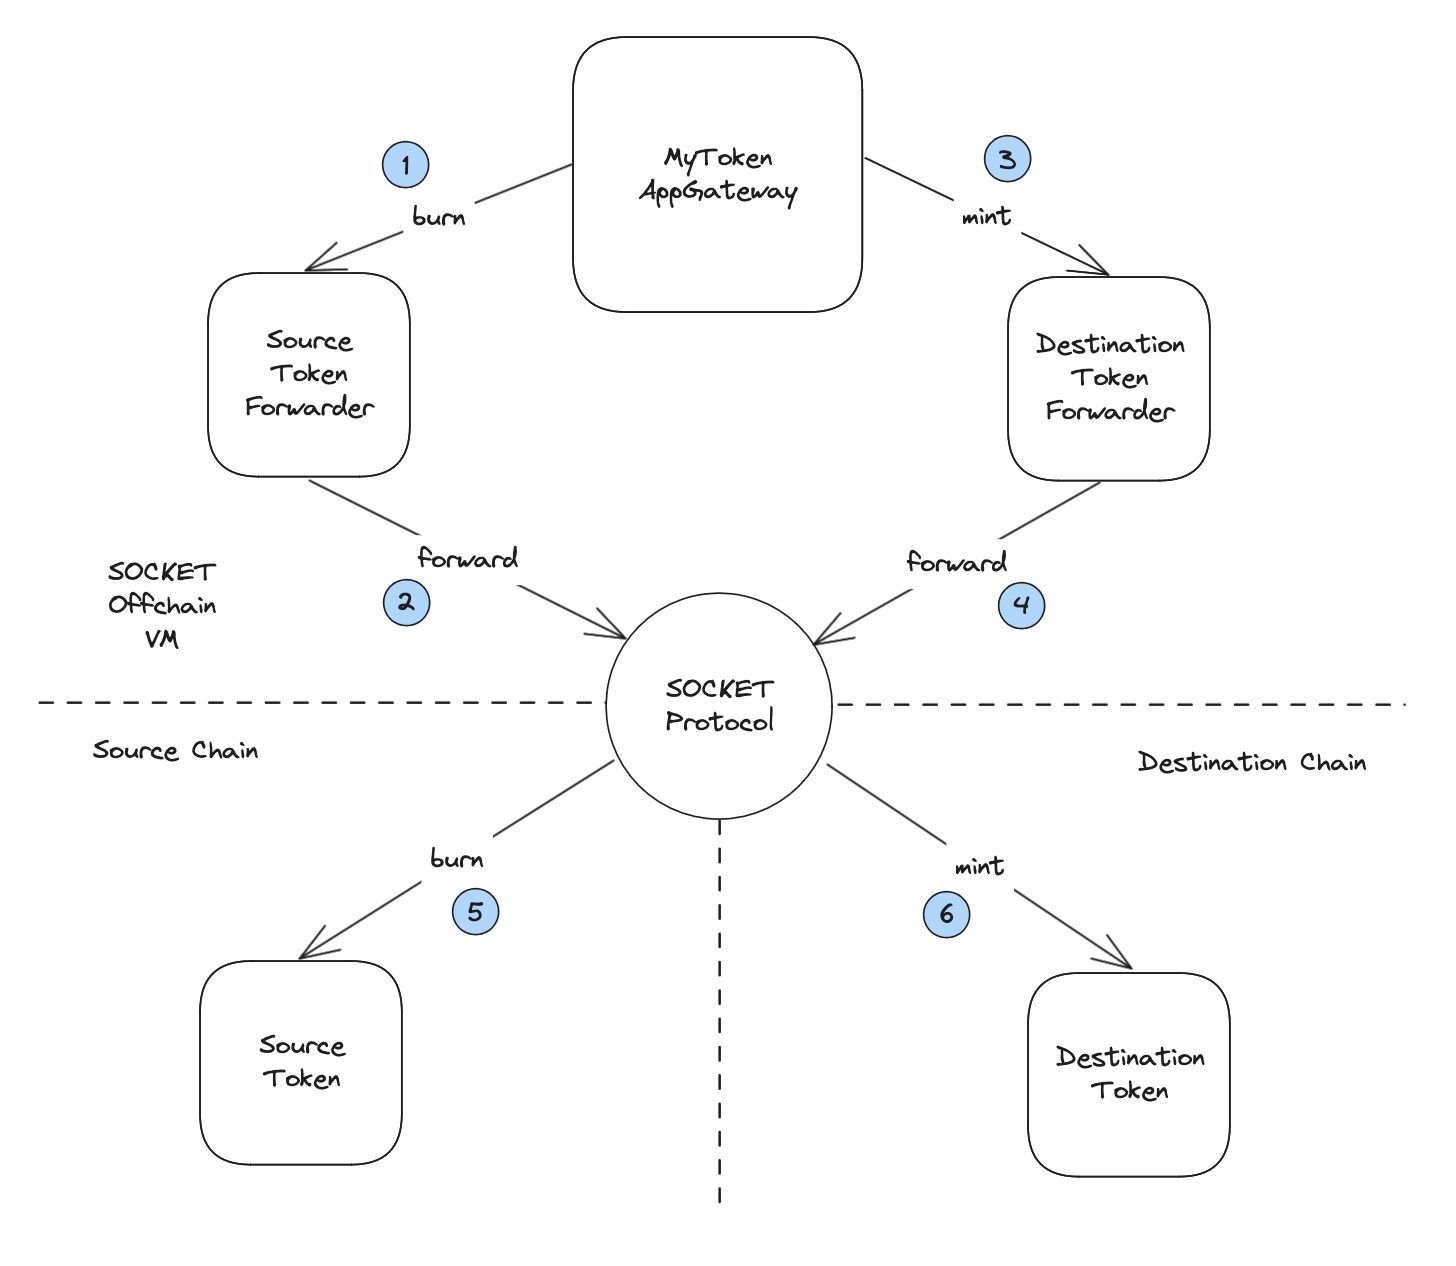 MyToken
AppGateway
1
burn
3
mint
Source
Token
Forwarder
Destination
Token
Forwarder
forward
2
forward
4
SOCKET
Offchain
VM
SOCKET
Protocol
Source Chain
Destination Chain
burn
5
mint
6
Source
Token
Destination
Token